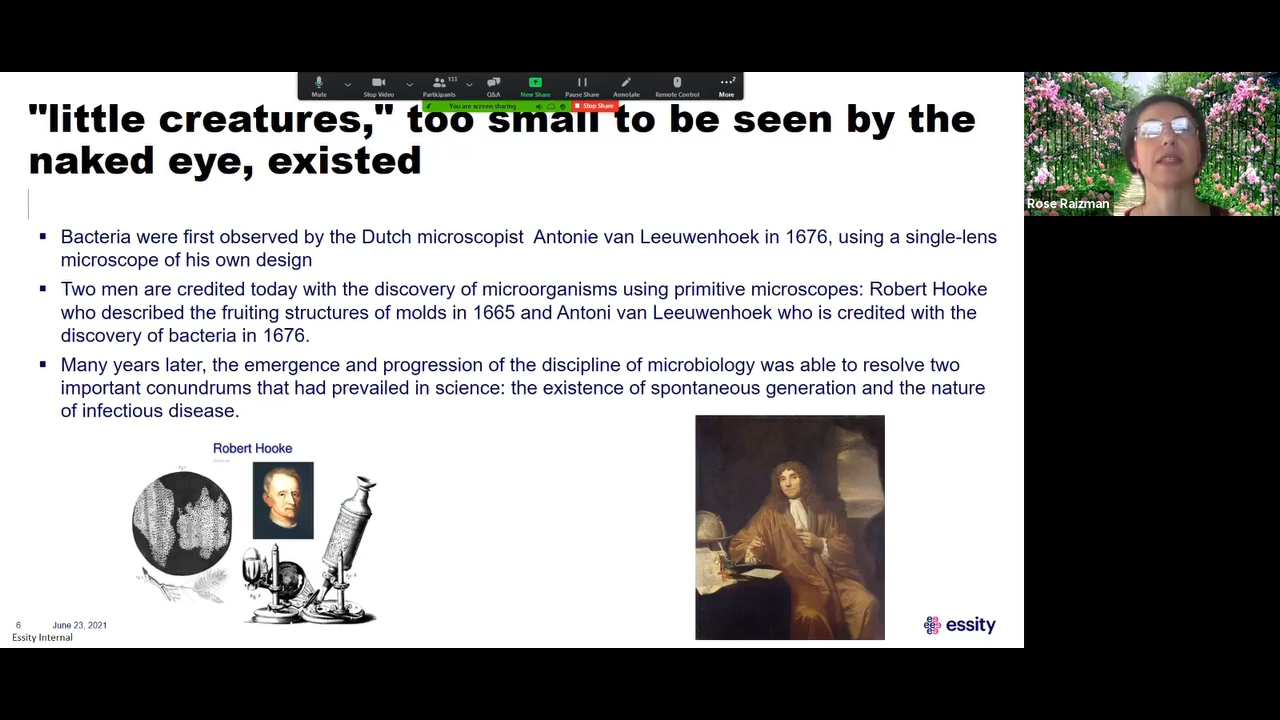 133
2
Mute
Stop Video
Participants
Q&A
New Share
Pause Share
Annotate
Remote Control
More
You are screen sharing
Stop Share
"little creatures," too small to be seen by the
naked eye, existed
Rose Raizman
Bacteria were first observed by the Dutch microscopist  Antonie van Leeuwenhoek in 1676, using a single-lens
microscope of his own design
Two men are credited today with the discovery of microorganisms using primitive microscopes: Robert Hooke
who described the fruiting structures of molds in 1665 and Antoni van Leeuwenhoek who is credited with the
discovery of bacteria in 1676.
Many years later, the emergence and progression of the discipline of microbiology was able to resolve two
important conundrums that had prevailed in science: the existence of spontaneous generation and the nature
of infectious disease.
Robert Hooke
6
June 23, 2021
Essity Internal
essity